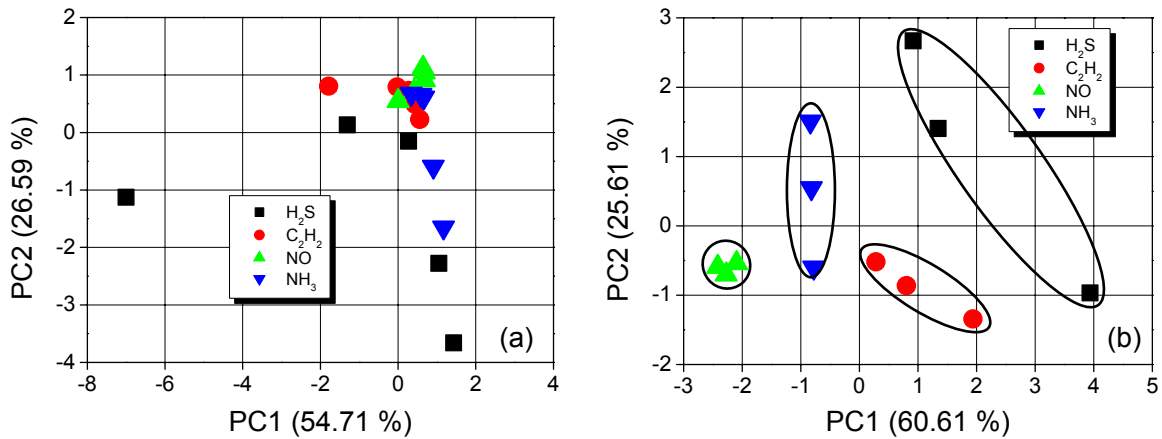 2
1
0
-1
-2
-3
-4
-8
-6
-4
-2
0
2
4
PC2 (26.59 %)
PC1 (54.71 %)
H₂S
C₂H₂
NO
NH₃
(a)
3
2
1
0
-1
-2
-3
-2
-1
0
1
2
3
4
5
PC2 (25.61 %)
PC1 (60.61 %)
H₂S
C₂H₂
NO
NH₃
(b)